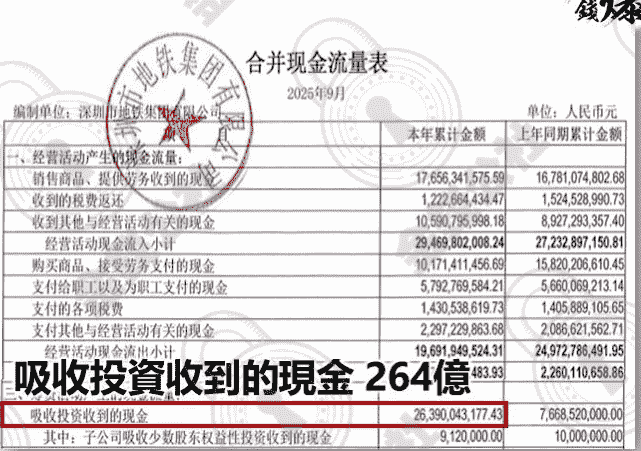 錢爆
合并现金流量表
2025年9月
编制单位：深圳市地铁集团有限公司 单位：人民币元
本年累计金额 上年同期累计金额
一、经营活动产生的现金流量：
销售商品、提供劳务收到的现金 17,656,341,575.59 16,781,074,802.68
收到的税费返还 1,222,664,434.47 1,524,528,990.73
收到其他与经营活动有关的现金 10,590,795,998.18 8,927,293,357.40
经营活动现金流入小计 29,469,802,008.24 27,232,897,150.81
购买商品、接受劳务支付的现金 10,171,411,456.69 15,820,206,610.45
支付给职工以及为职工支付的现金 5,792,769,584.21 5,660,069,213.14
支付的各项税费 1,430,538,619.73 1,405,889,105.65
支付其他与经营活动有关的现金 2,297,229,863.68 2,086,621,562.71
经营活动现金流出小计 19,691,949,524.31 24,972,786,491.95
483.93 2,260,110,658.86
吸收投資收到的現金 264億
吸收投资收到的现金 26,390,043,177.43 7,668,520,000.00
其中：子公司吸收少数股东权益性投资收到的现金 9,120,000.00 10,000,000.00
深圳市地铁集团有限公司